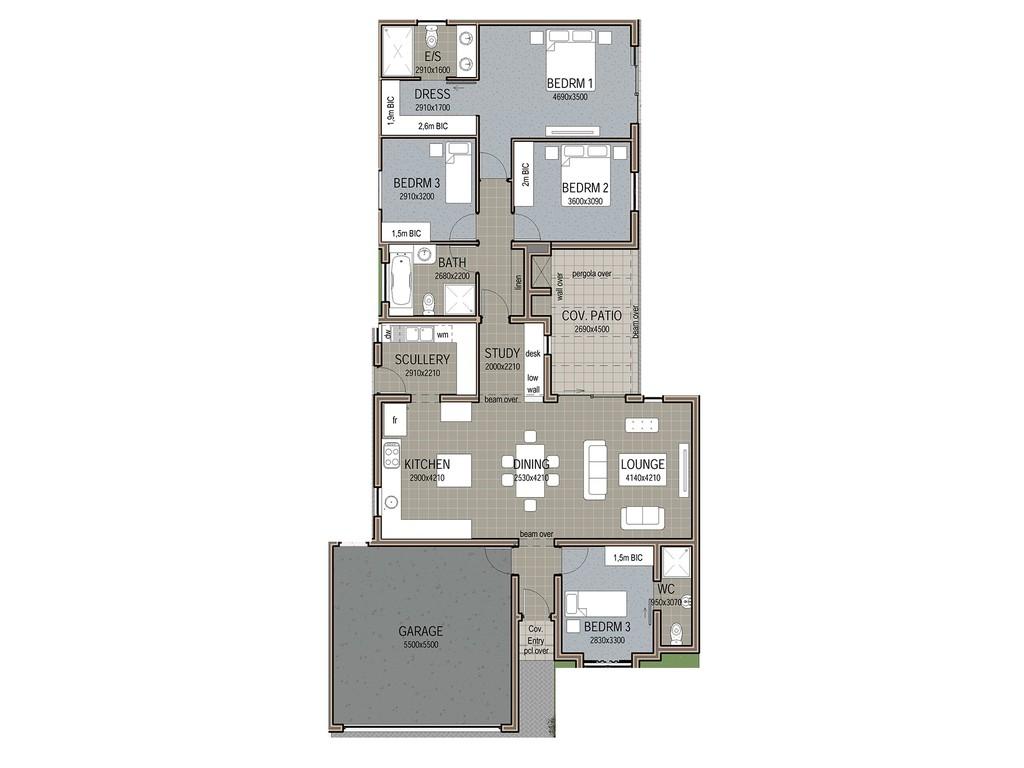 E/S
2910x1600
BEDRM 1
4690x3500
DRESS
2910x1700
1,9m BIC
2,6m BIC
BEDRM 3
2910x3200
2m BIC
BEDRM 2
3600x3090
1,5m BIC
BATH
2680x2200
linen
wall over
pergola over
COV. PATIO
2690x4500
beam over
dw
wm
SCULLERY
2910x2210
STUDY
2000x2210
desk
low
wall
beam over
fr
KITCHEN
2900x4210
DINING
2530x4210
LOUNGE
4140x4210
beam over
1,5m BIC
WC
950x3070
BEDRM 3
2830x3300
GARAGE
5500x5500
Cov.
Entry
pcl.over